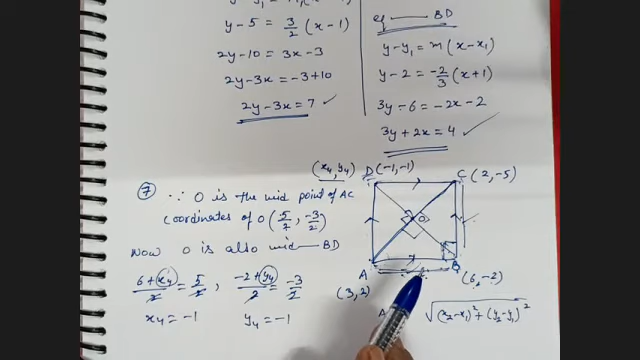 y-5 = 3/2 (x-1)
2y-10 = 3x-3
2y-3x = -3+10
2y-3x = 7 ✓
eq — BD
y-y₁ = m(x-x₁)
y-2 = -2/3 (x+1)
3y-6 = -2x-2
3y+2x = 4 ✓
(x₄, y₄)
D (-1,-1)
C (2,-5)
⑦ ∵ O is the mid point of AC
Coordinates of O (5/2, -3/2)
Now O is also mid — BD
6+x₄/2 = 5/2 , -2+y₄/2 = -3/2
x₄ = -1 y₄ = -1
O
A
(3,2)
B
(6,-2)
A
√(x₂-x₁)²+(y₂-y₁)²